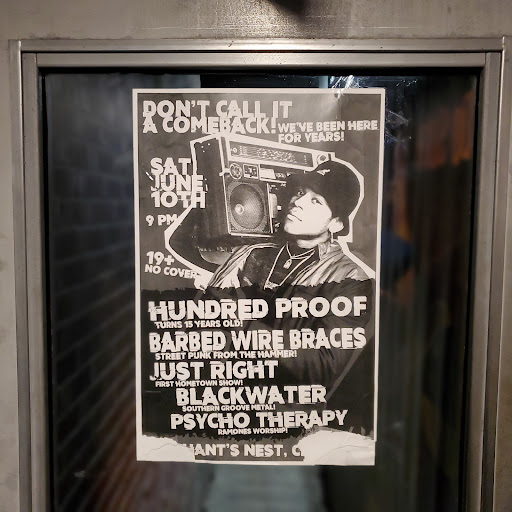 DON'T CALL IT
A COMEBACK!
WE'VE BEEN HERE
FOR YEARS!
SAT
JUNE
10TH
9 PM
19+
NO COVER
HUNDRED PROOF
TURNS 15 YEARS OLD!
BARBED WIRE BRACES
STREET PUNK FROM THE HAMMER!
JUST RIGHT
FIRST HOMETOWN SHOW!
BLACKWATER
SOUTHERN GROOVE METAL!
PSYCHO THERAPY
RAMONES WORSHIP!
HANT'S NEST, C